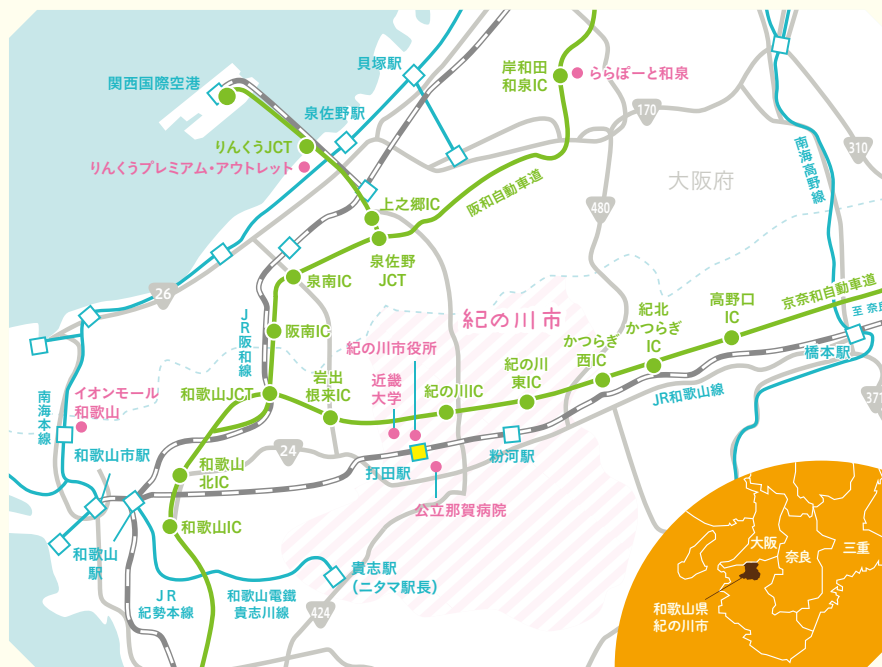 関西国際空港
貝塚駅
岸和田
和泉IC
ららぽーと和泉
泉佐野駅
りんくうJCT
りんくうプレミアム・アウトレット
170
310
南海高野線
大阪府
480
上之郷IC
阪和自動車道
泉佐野
JCT
泉南IC
26
JR阪和線
阪南IC
紀の川市
高野口
IC
京奈和自動車道
紀北
かつらぎ
IC
かつらぎ
西IC
紀の川
東IC
紀の川IC
橋本駅
JR和歌山線
371
紀の川市役所
近畿
大学
岩出
根来IC
和歌山JCT
南海本線
イオンモール
和歌山
24
和歌山市駅
和歌山
北IC
打田駅
粉河駅
公立那賀病院
和歌山IC
和歌山
駅
JR
紀勢本線
和歌山電鐵
貴志川線
貴志駅
(ニタマ駅長)
424
大阪
奈良
三重
和歌山県
紀の川市